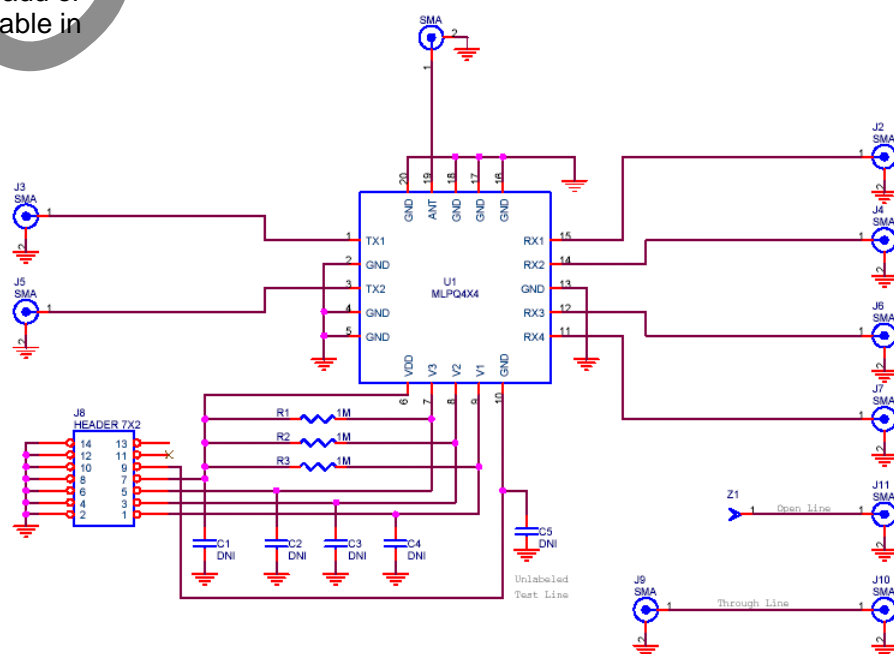 able in
SMA
2
1
J2
SMA
1
2
20 19 18 17 16
GND ANT GND GND GND
J3
SMA
1
2
J4
SMA
1
2
1 TX1
2 GND
3 TX2
4 GND
5 GND
U1
MLPQ4X4
RX1 15
RX2 14
GND 13
RX3 12
RX4 11
J5
SMA
1
2
J6
SMA
1
2
VDD V3 V2 V1 GND
6 7 8 9 10
J7
SMA
1
2
R1 1M
R2 1M
R3 1M
J8
HEADER 7X2
14 13
12 11
10 9
8 7
6 5
4 3
2 1
C1
DNI
C2
DNI
C3
DNI
C4
DNI
C5
DNI
Unlabeled
Test Line
Z1
1
Open Line
1
J11
SMA
2
J9
SMA
1
2
Through Line
1
J10
SMA
2